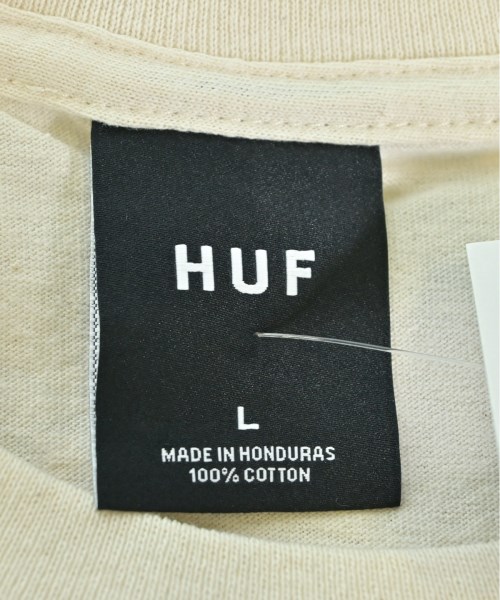 HUF
L
MADE IN HONDURAS
100% COTTON